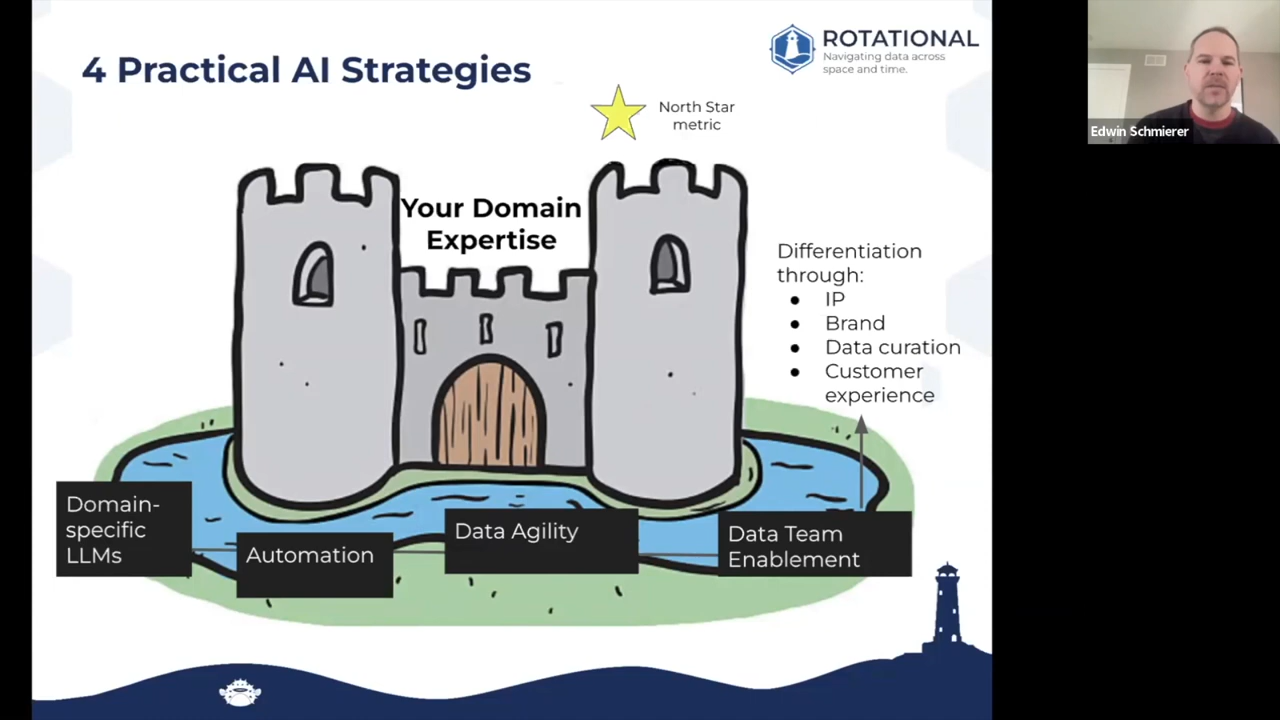 4 Practical AI Strategies
ROTATIONAL
Navigating data across
space and time.
Edwin Schmierer
North Star
metric
Your Domain
Expertise
Differentiation
through:
● IP
● Brand
● Data curation
● Customer
experience
Domain-
specific
LLMs
Automation
Data Agility
Data Team
Enablement